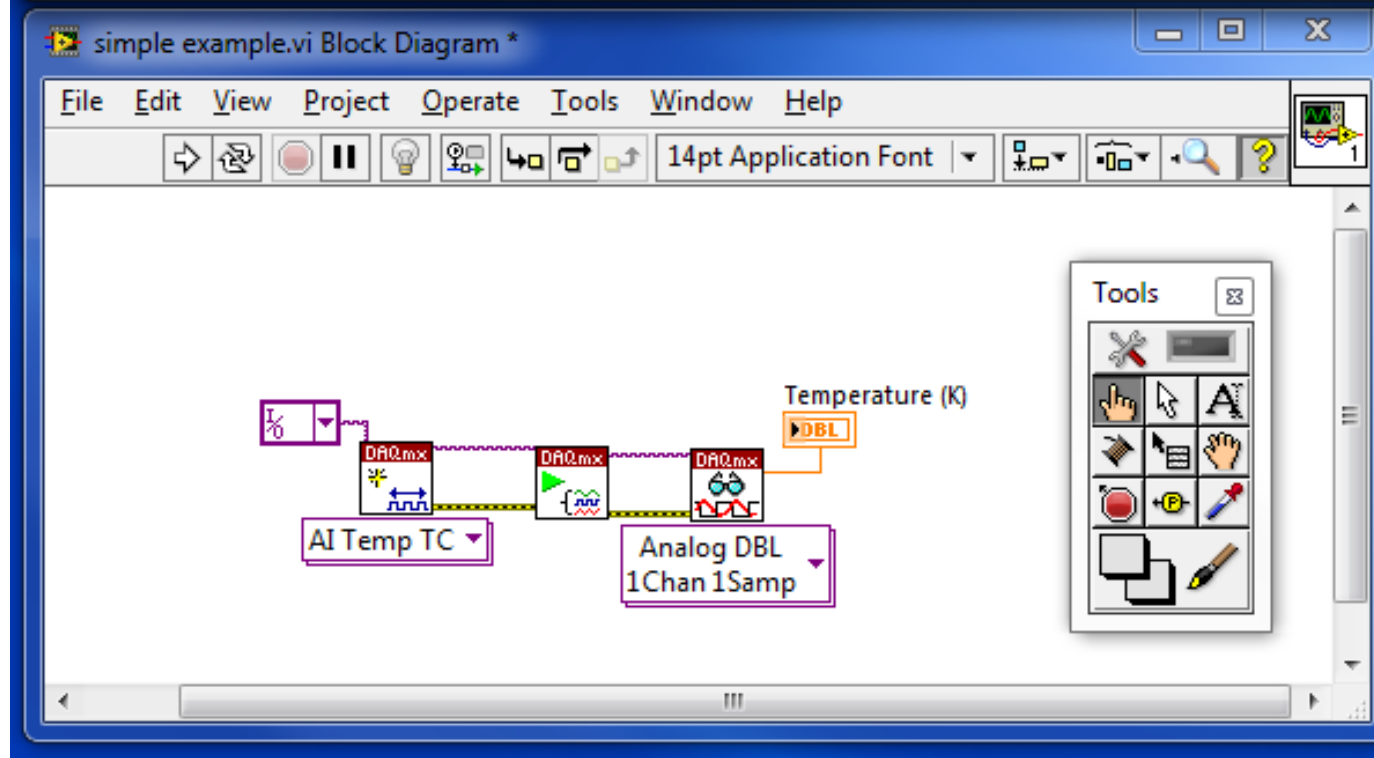 simple example.vi Block Diagram *
File Edit View Project Operate Tools Window Help
14pt Application Font
1
Tools
Temperature (K)
I/O
DBL
DAQmx
DAQmx
DAQmx
A
P
AI Temp TC
Analog DBL
1Chan 1Samp